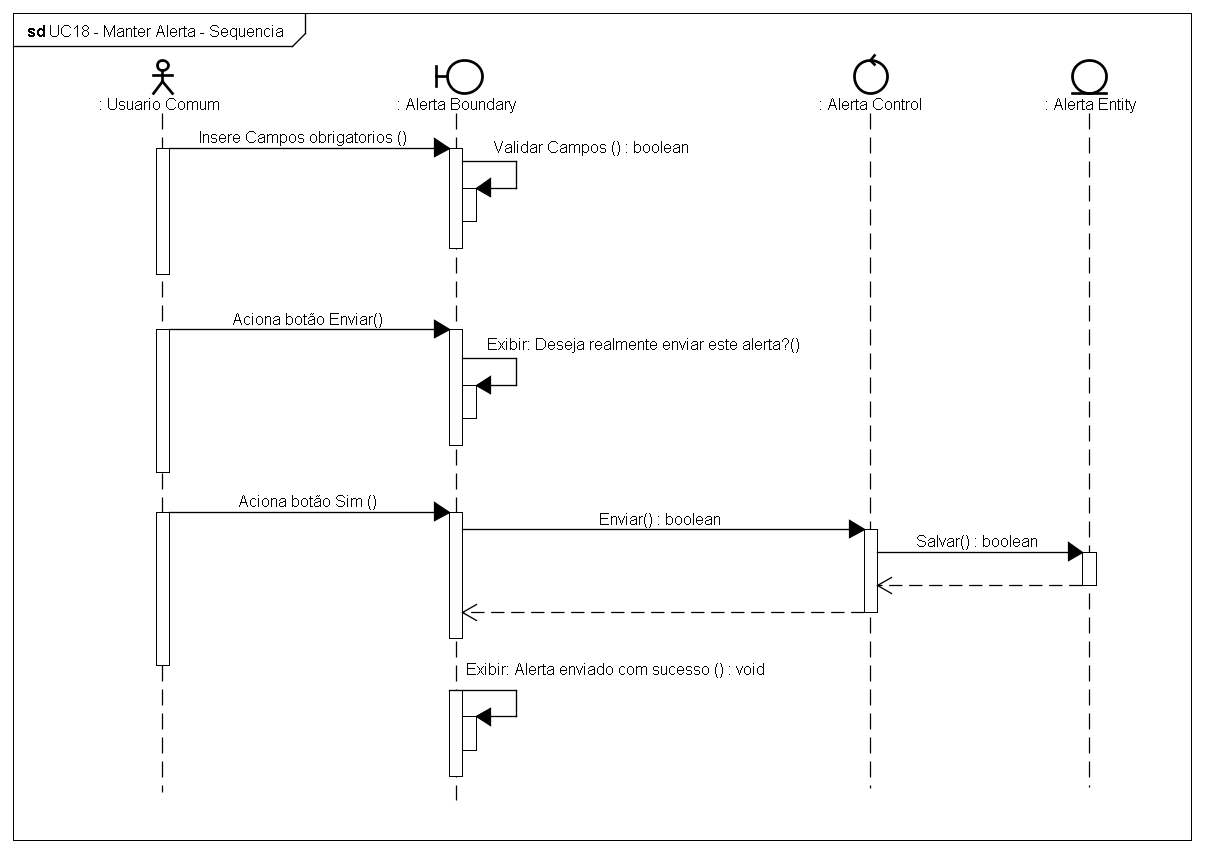 sd UC18 - Manter Alerta - Sequencia
: Usuario Comum
: Alerta Boundary
: Alerta Control
: Alerta Entity
Insere Campos obrigatorios ()
Validar Campos () : boolean
Aciona botão Enviar()
Exibir: Deseja realmente enviar este alerta?()
Aciona botão Sim ()
Enviar() : boolean
Salvar() : boolean
Exibir: Alerta enviado com sucesso () : void